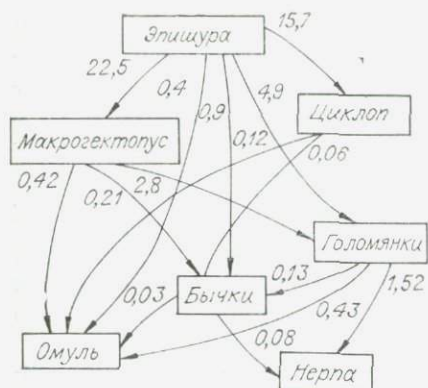 Эпишура
15,7
22,5
0,4
0,9
4,9
Циклоп
Макрогектопус
0,12
0,06
0,42
0,21
2,8
Голомянки
0,03
Бычки
0,13
1,52
0,43
Омуль
0,08
Нерпа